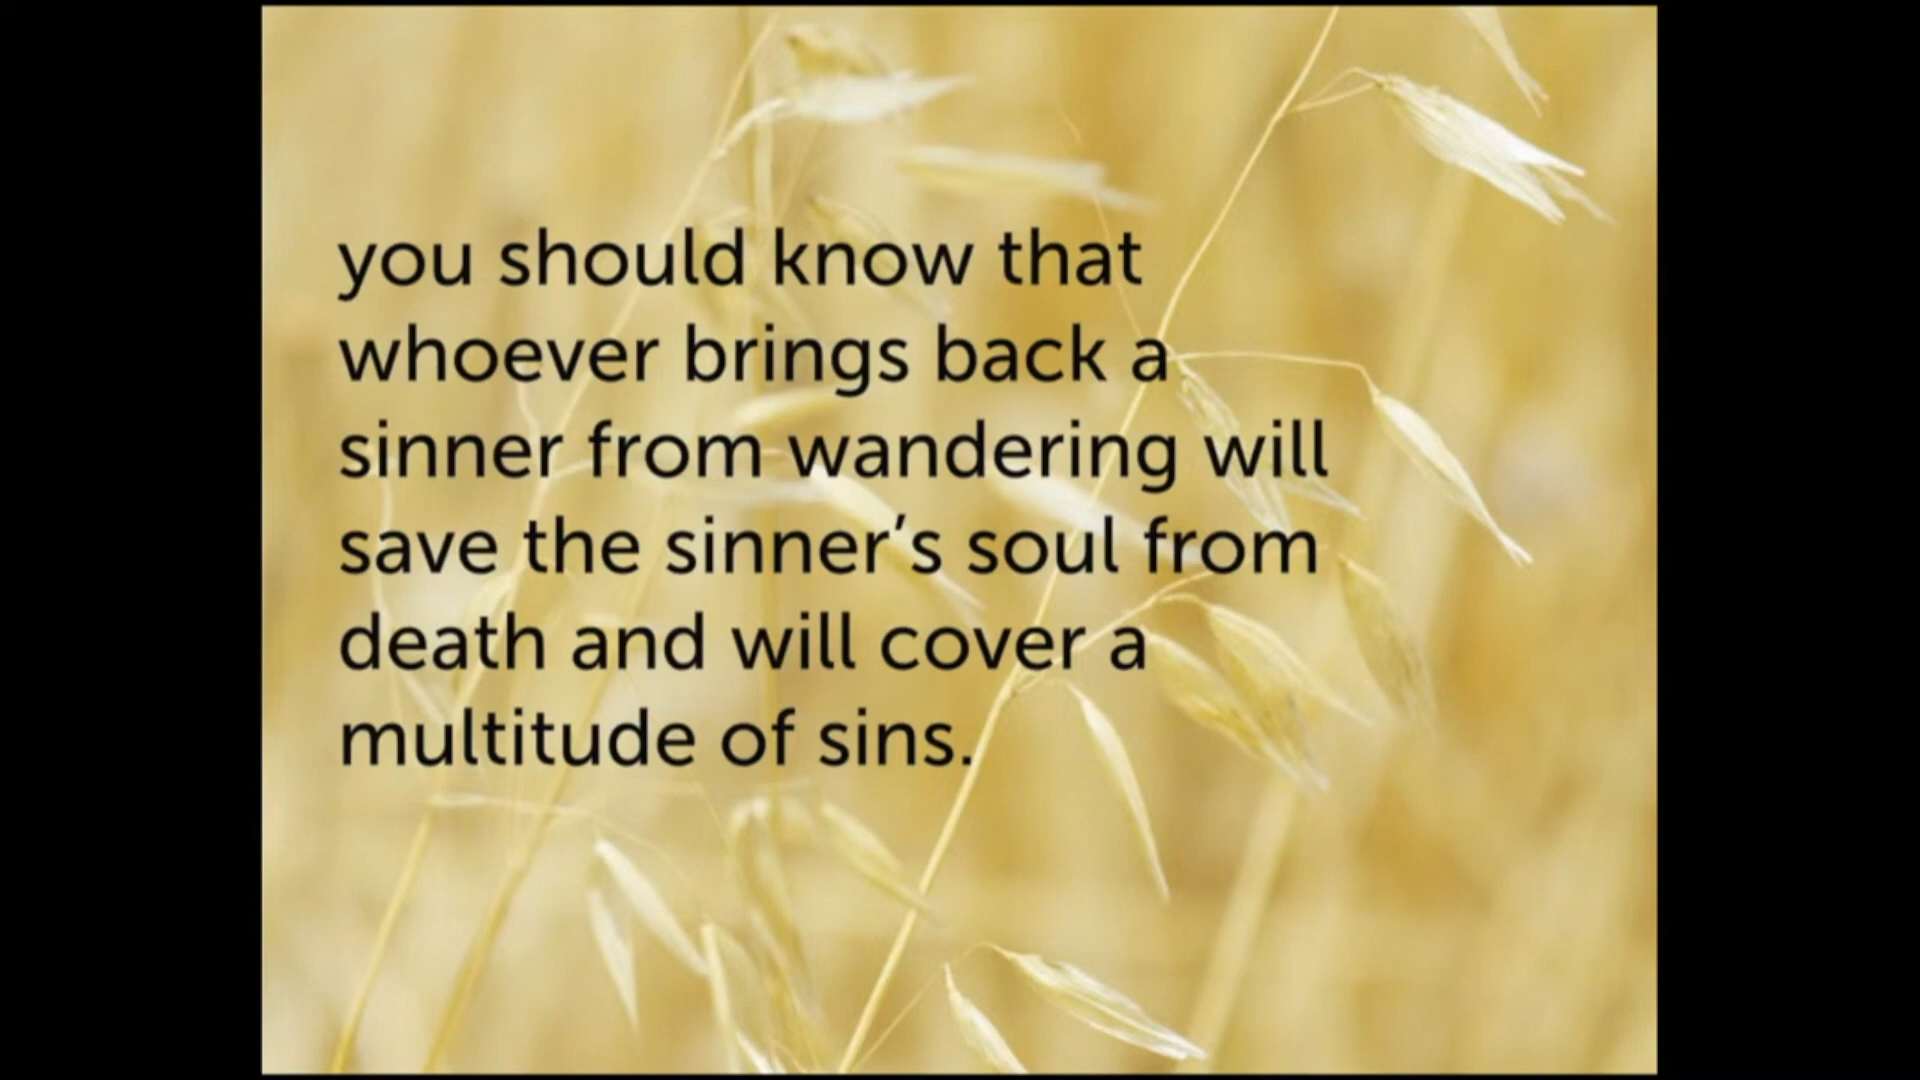 you should know that
whoever brings back a
sinner from wandering will
save the sinner’s soul from
death and will cover a
multitude of sins.